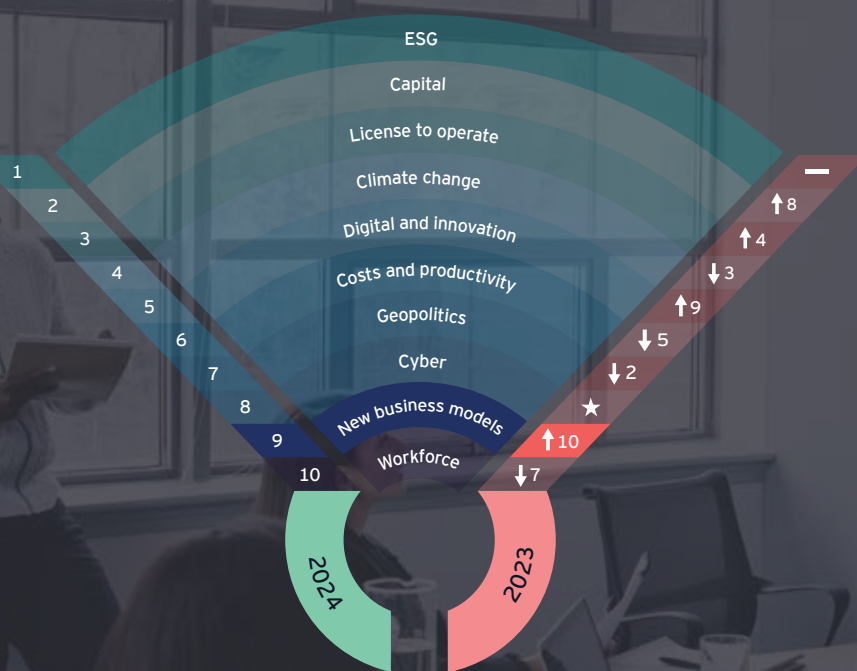 ESG
Capital
License to operate
Climate change
Digital and innovation
Costs and productivity
Geopolitics
Cyber
New business models
Workforce
1
2
3
4
5
6
7
8
9
10
—
↑ 8
↑ 4
↓ 3
↑ 9
↓ 5
↓ 2
★
↑ 10
↓ 7
2024
2023